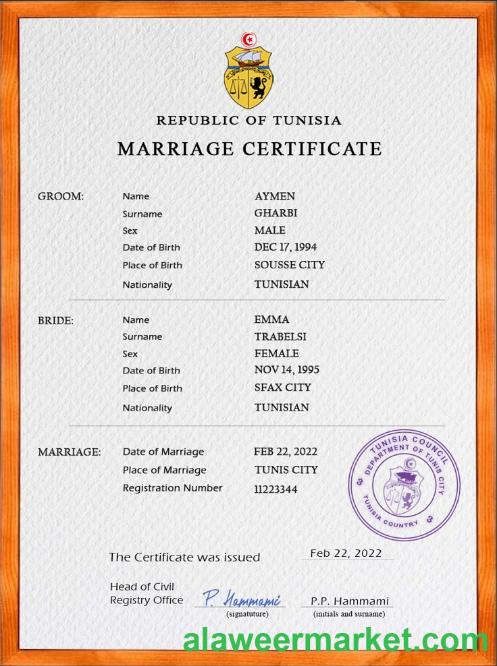 REPUBLIC OF TUNISIA
MARRIAGE CERTIFICATE
GROOM:
Name AYMEN
Surname GHARBI
Sex MALE
Date of Birth DEC 17, 1994
Place of Birth SOUSSE CITY
Nationality TUNISIAN
BRIDE:
Name EMMA
Surname TRABELSI
Sex FEMALE
Date of Birth NOV 14, 1995
Place of Birth SFAX CITY
Nationality TUNISIAN
MARRIAGE:
Date of Marriage FEB 22, 2022
Place of Marriage TUNIS CITY
Registration Number 11223344
TUNISIA COUNCIL
DEPARTMENT OF TUNIS CITY
TUNISIA COUNTRY
The Certificate was issued Feb 22, 2022
Head of Civil
Registry Office P. Hammami P.P. Hammami
(signatuture) (initials and surname)
alaweermarket.com